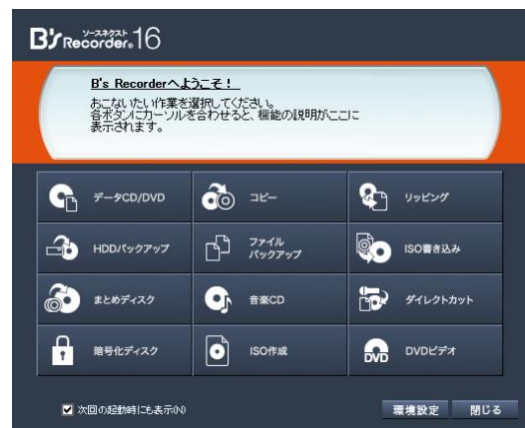 ソースネクスト
B's Recorder 16
B's Recorderへようこそ！
おこないたい作業を選択してください。
各ボタンにカーソルを合わせると、機能の説明がここに
表示されます。
データCD/DVD
コピー
リッピング
HDDバックアップ
ファイル
バックアップ
ISO書き込み
まとめディスク
音楽CD
ダイレクトカット
暗号化ディスク
ISO作成
DVD
DVDビデオ
次回の起動時にも表示(N)
環境設定
閉じる